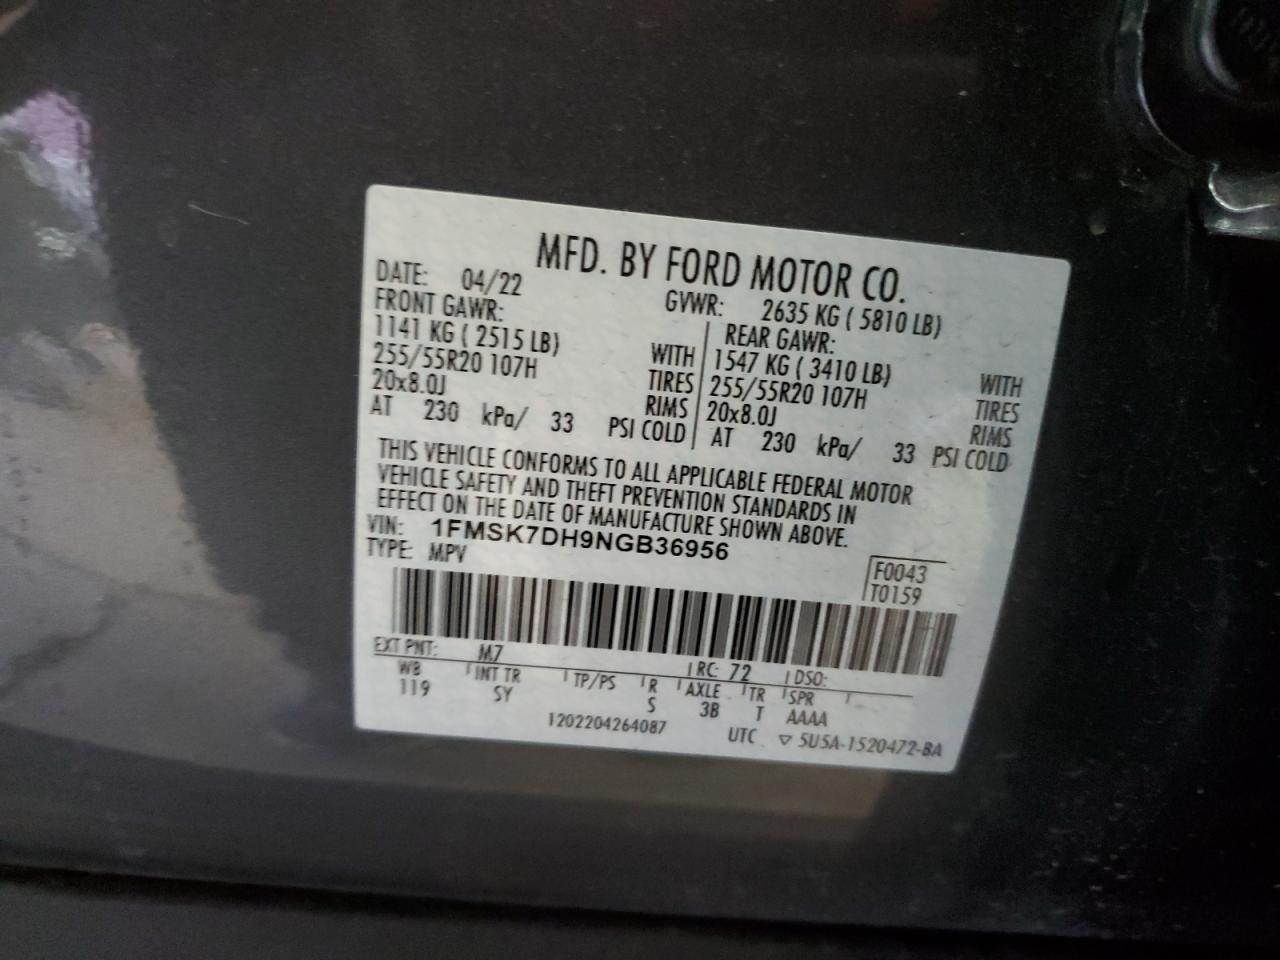 MFD. BY FORD MOTOR CO.
DATE: 04/22 GVWR: 2635 KG ( 5810 LB)
FRONT GAWR: REAR GAWR:
1141 KG ( 2515 LB) WITH 1547 KG ( 3410 LB) WITH
255/55R20 107H TIRES 255/55R20 107H TIRES
20x8.0J RIMS 20x8.0J RIMS
AT 230 kPa/ 33 PSI COLD AT 230 kPa/ 33 PSI COLD
THIS VEHICLE CONFORMS TO ALL APPLICABLE FEDERAL MOTOR
VEHICLE SAFETY AND THEFT PREVENTION STANDARDS IN
EFFECT ON THE DATE OF MANUFACTURE SHOWN ABOVE.
VIN: 1FMSK7DH9NGB36956
TYPE: MPV
F0043
T0159
EXT PNT: M7 RC: 72 DSO:
WB INT TR TP/PS R AXLE TR SPR
119 SY S 3B T AAAA
1202204264087 UTC ▽ 5U5A-1520472-BA